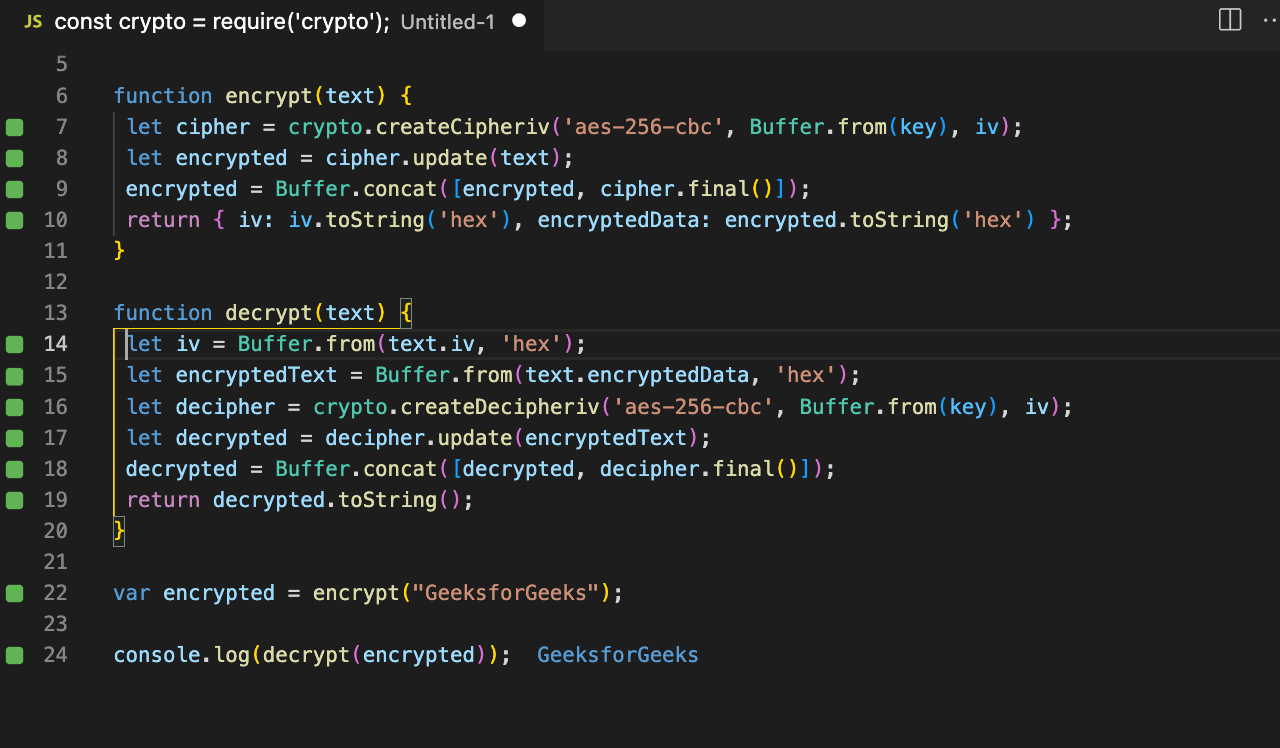 JS const crypto = require('crypto'); Untitled-1
5
6 function encrypt(text) {
7 let cipher = crypto.createCipheriv('aes-256-cbc', Buffer.from(key), iv);
8 let encrypted = cipher.update(text);
9 encrypted = Buffer.concat([encrypted, cipher.final()]);
10 return { iv: iv.toString('hex'), encryptedData: encrypted.toString('hex') };
11 }
12
13 function decrypt(text) {
14 let iv = Buffer.from(text.iv, 'hex');
15 let encryptedText = Buffer.from(text.encryptedData, 'hex');
16 let decipher = crypto.createDecipheriv('aes-256-cbc', Buffer.from(key), iv);
17 let decrypted = decipher.update(encryptedText);
18 decrypted = Buffer.concat([decrypted, decipher.final()]);
19 return decrypted.toString();
20 }
21
22 var encrypted = encrypt("GeeksforGeeks");
23
24 console.log(decrypt(encrypted)); GeeksforGeeks